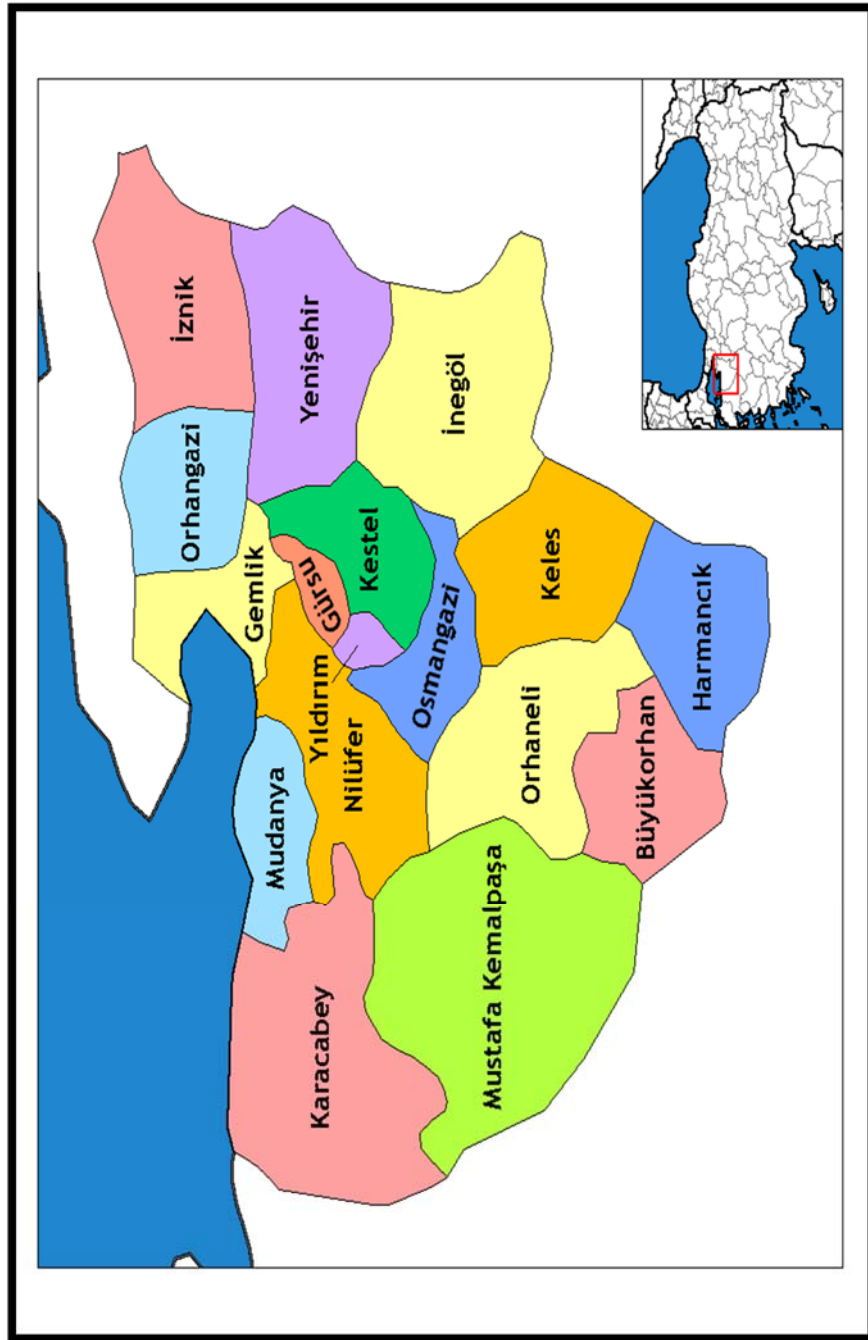 İznik
Orhangazi
Yenişehir
Gemlik
İnegöl
Kestel
Gürsu
Yıldırım
Osmangazi
Mudanya
Nilüfer
Keles
Karacabey
Orhaneli
Harmancık
Mustafa Kemalpaşa
Büyükorhan